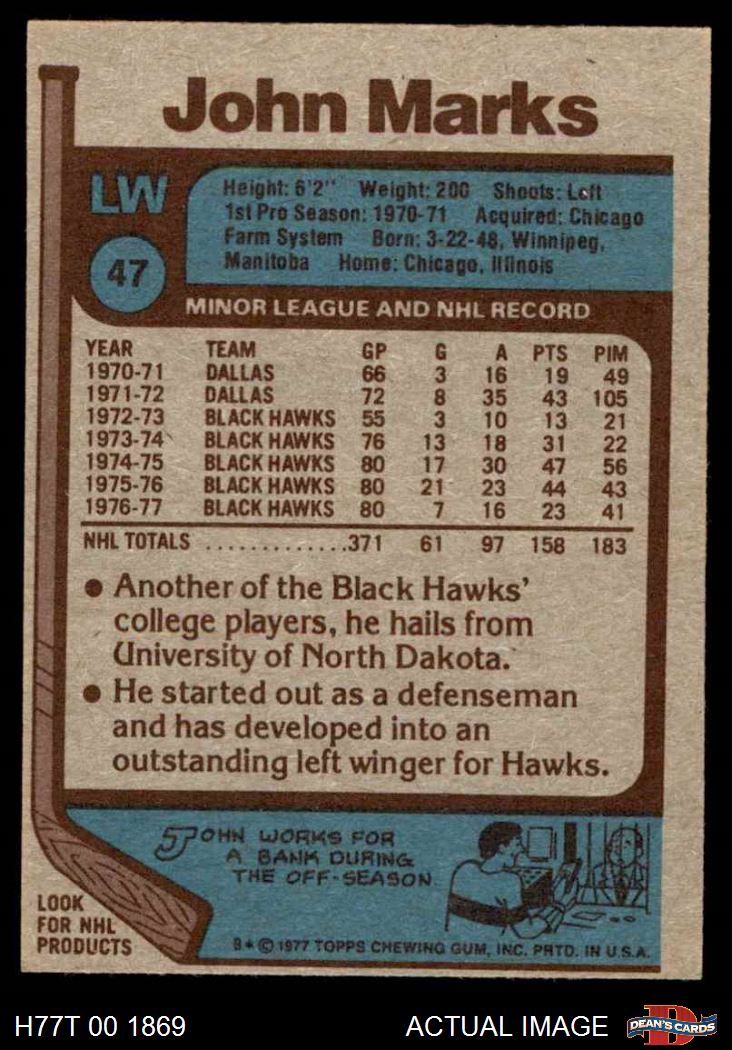 John Marks
LW
47
Height: 6'2" Weight: 200 Shoots: Left
1st Pro Season: 1970-71 Acquired: Chicago
Farm System Born: 3-22-48, Winnipeg,
Manitoba Home: Chicago, Illinois
MINOR LEAGUE AND NHL RECORD
YEAR TEAM GP G A PTS PIM
1970-71 DALLAS 66 3 16 19 49
1971-72 DALLAS 72 8 35 43 105
1972-73 BLACK HAWKS 55 3 10 13 21
1973-74 BLACK HAWKS 76 13 18 31 22
1974-75 BLACK HAWKS 80 17 30 47 56
1975-76 BLACK HAWKS 80 21 23 44 43
1976-77 BLACK HAWKS 80 7 16 23 41
NHL TOTALS .............371 61 97 158 183
● Another of the Black Hawks'
college players, he hails from
University of North Dakota.
● He started out as a defenseman
and has developed into an
outstanding left winger for Hawks.
JOHN WORKS FOR
A BANK DURING
THE OFF-SEASON
LOOK
FOR NHL
PRODUCTS
B* © 1977 TOPPS CHEWING GUM, INC. PRTD. IN U.S.A.
H77T 00 1869 ACTUAL IMAGE
D
DEAN'S CARDS